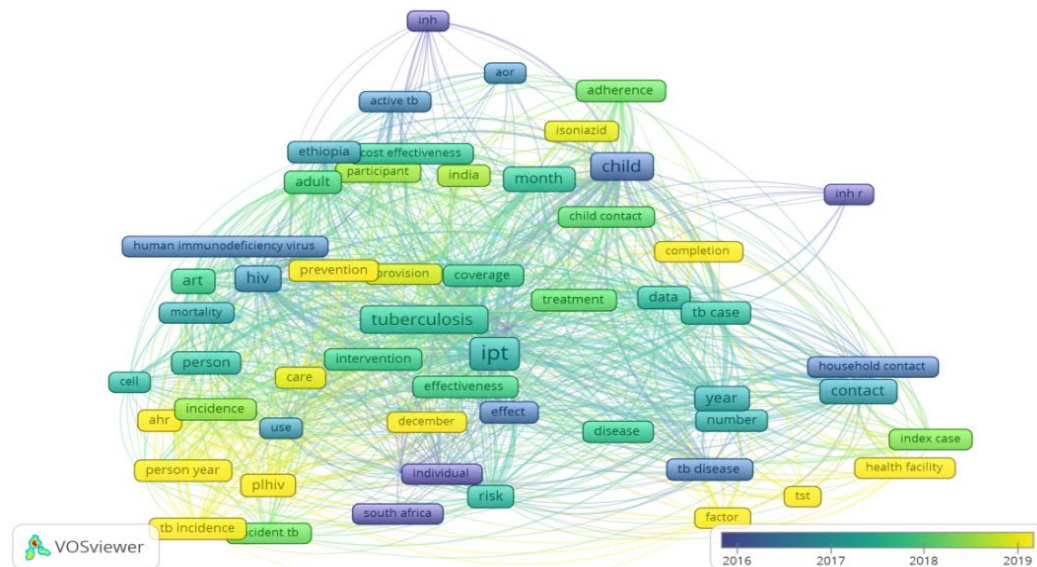 inh
aor
active tb
adherence
isoniazid
ethiopia
cost effectiveness
child
participant
india
month
adult
inh r
child contact
human immunodeficiency virus
completion
prevention
provision
coverage
hiv
art
treatment
data
mortality
tb case
tuberculosis
ipt
intervention
person
household contact
care
cell
effectiveness
contact
year
incidence
effect
ahr
december
number
use
disease
index case
person year
individual
tb disease
health facility
plhiv
risk
tst
south africa
factor
tb incidence
incident tb
VOSviewer
2016 2017 2018 2019